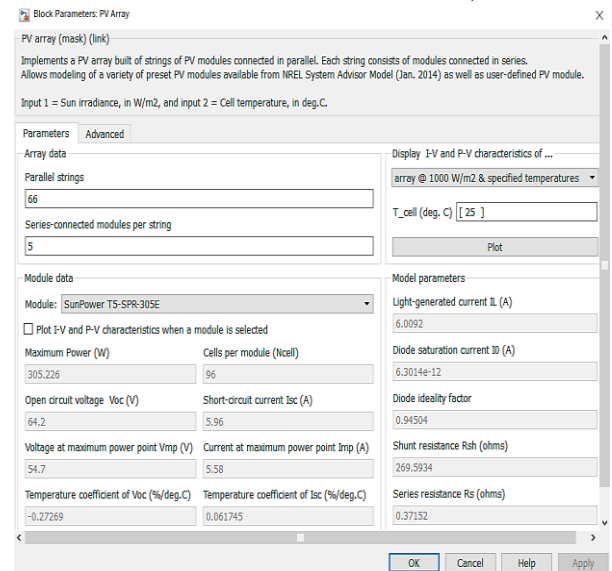 Block Parameters: PV Array
X
PV array (mask) (link)
Implements a PV array built of strings of PV modules connected in parallel. Each string consists of modules connected in series.
Allows modeling of a variety of preset PV modules available from NREL System Advisor Model (Jan. 2014) as well as user-defined PV module.
Input 1 = Sun irradiance, in W/m2, and input 2 = Cell temperature, in deg.C.
Parameters Advanced
Array data
Parallel strings
66
Series-connected modules per string
5
Display I-V and P-V characteristics of ...
array @ 1000 W/m2 & specified temperatures
T_cell (deg. C) [ 25 ]
Plot
Module data
Module: SunPower T5-SPR-305E
Plot I-V and P-V characteristics when a module is selected
Maximum Power (W) Cells per module (Ncell)
305.226 96
Open circuit voltage Voc (V) Short-circuit current Isc (A)
64.2 5.96
Voltage at maximum power point Vmp (V) Current at maximum power point Imp (A)
54.7 5.58
Temperature coefficient of Voc (%/deg.C) Temperature coefficient of Isc (%/deg.C)
-0.27269 0.061745
Model parameters
Light-generated current IL (A)
6.0092
Diode saturation current I0 (A)
6.3014e-12
Diode ideality factor
0.94504
Shunt resistance Rsh (ohms)
269.5934
Series resistance Rs (ohms)
0.37152
OK Cancel Help Apply